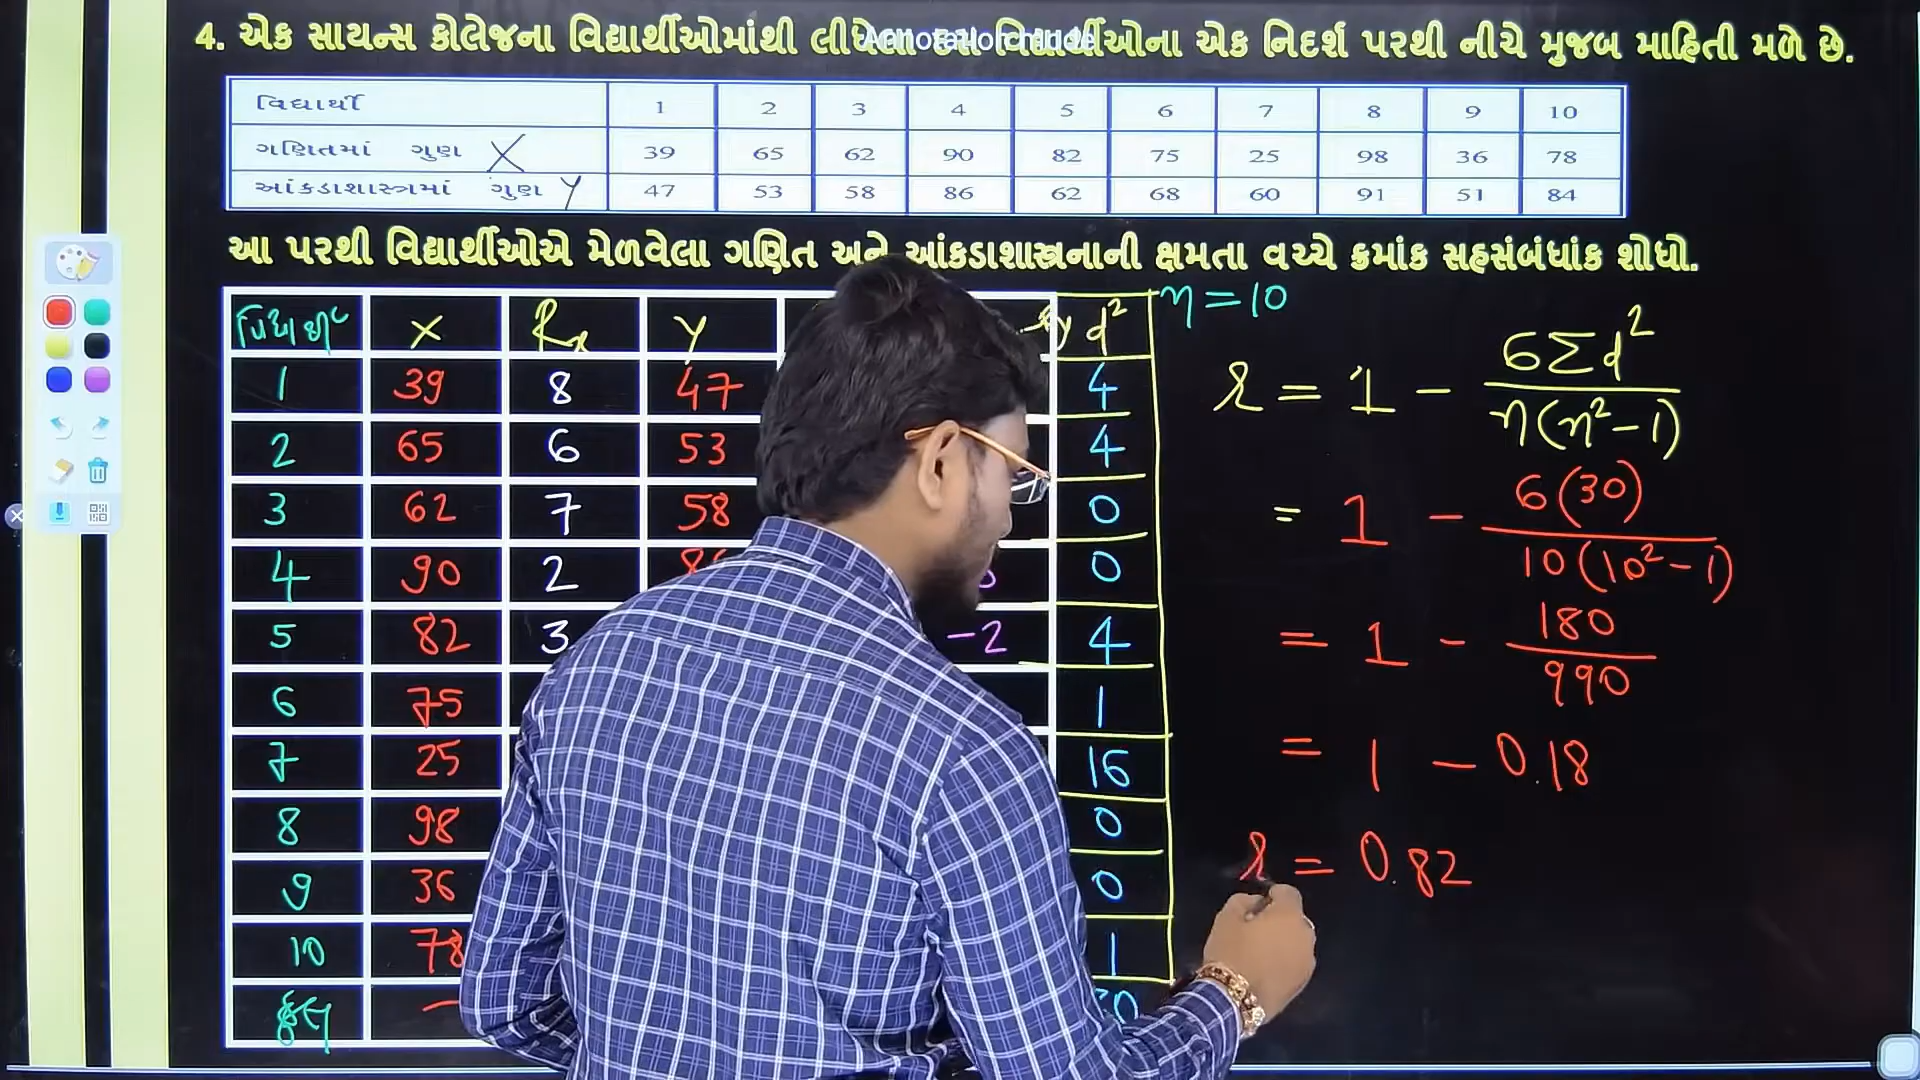 4. એક સાયન્સ કોલેજના વિદ્યાર્થીઓમાંથી લીધેલા દસ વિદ્યાર્થીઓના એક નિદર્શ પરથી નીચે મુજબ માહિતી મળે છે.
Annotation mode
વિદ્યાર્થી 1 2 3 4 5 6 7 8 9 10
ગણિતમાં ગુણ X 39 65 62 90 82 75 25 98 36 78
આંકડાશાસ્ત્રમાં ગુણ Y 47 53 58 86 62 68 60 91 51 84
આ પરથી વિદ્યાર્થીઓએ મેળવેલા ગણિત અને આંકડાશાસ્ત્રનાની ક્ષમતા વચ્ચે ક્રમાંક સહસંબંધાંક શોધો.
વિદ્યાર્થી X Rx Y d²
1 39 8 47 4
2 65 6 53 4
3 62 7 58 0
4 90 2 0
5 82 3 -2 4
6 75 1
7 25 16
8 98 0
9 36 0
10 78 1
કુલ -
n = 10
r = 1 - 6Σd² / n(n²-1)
= 1 - 6(30) / 10(10²-1)
= 1 - 180 / 990
= 1 - 0.18
r = 0.82